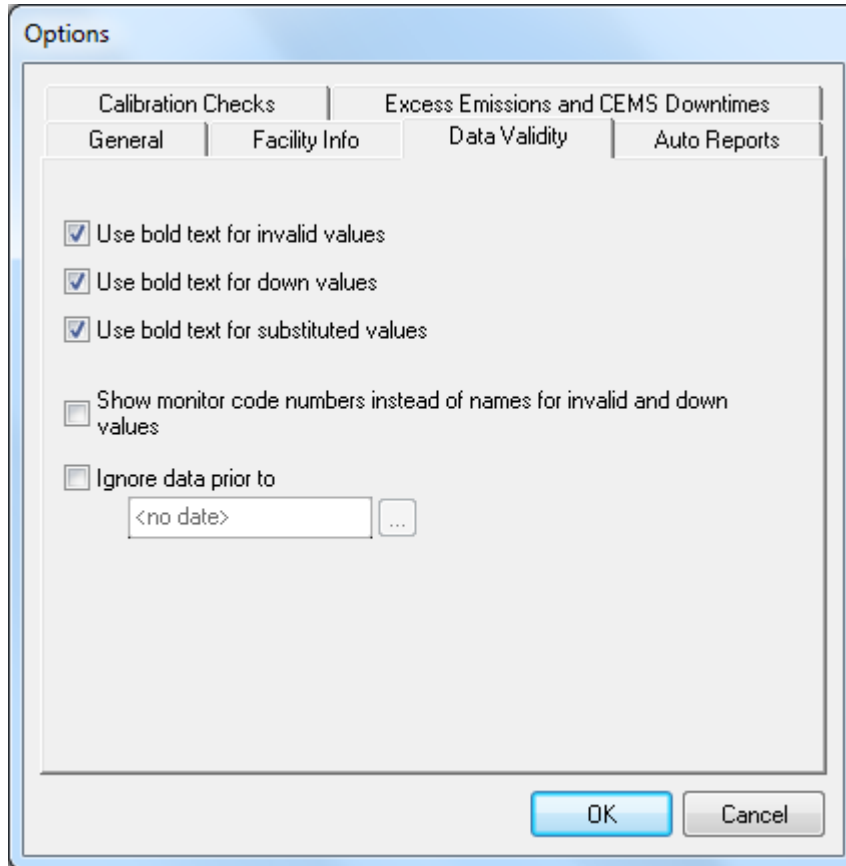 Options
Calibration Checks
Excess Emissions and CEMS Downtimes
General
Facility Info
Data Validity
Auto Reports
Use bold text for invalid values
Use bold text for down values
Use bold text for substituted values
Show monitor code numbers instead of names for invalid and down
values
Ignore data prior to
<no date>
...
OK
Cancel